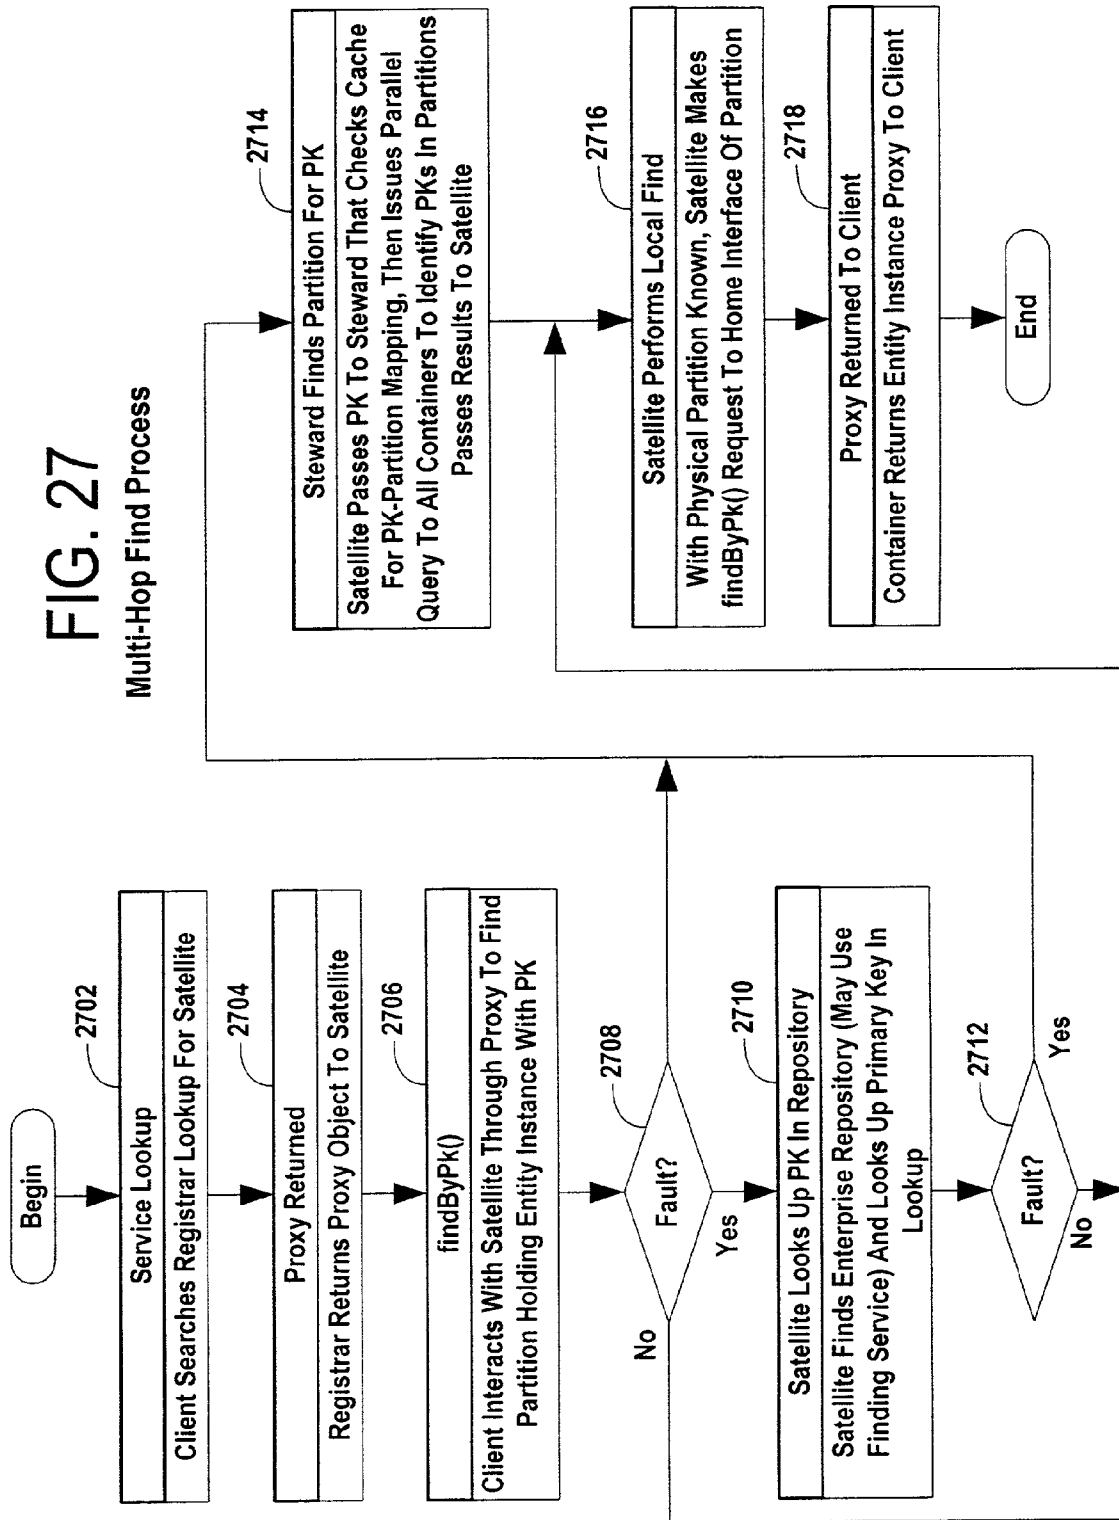 FIG. 27
Multi-Hop Find Process
Begin
2702
Service Lookup
Client Searches Registrar Lookup For Satellite
2704
Proxy Returned
Registrar Returns Proxy Object To Satellite
2706
findByPk()
Client Interacts With Satellite Through Proxy To Find
Partition Holding Entity Instance With PK
2708
Fault?
No
Yes
2710
Satellite Looks Up PK In Repository
Satellite Finds Enterprise Repository (May Use
Finding Service) And Looks Up Primary Key In
Lookup
2712
Fault?
Yes
No
2714
Steward Finds Partition For PK
Satellite Passes PK To Steward That Checks Cache
For PK-Partition Mapping, Then Issues Parallel
Query To All Containers To Identify PKs In Partitions
Passes Results To Satellite
2716
Satellite Performs Local Find
With Physical Partition Known, Satellite Makes
findByPk() Request To Home Interface Of Partition
2718
Proxy Returned To Client
Container Returns Entity Instance Proxy To Client
End